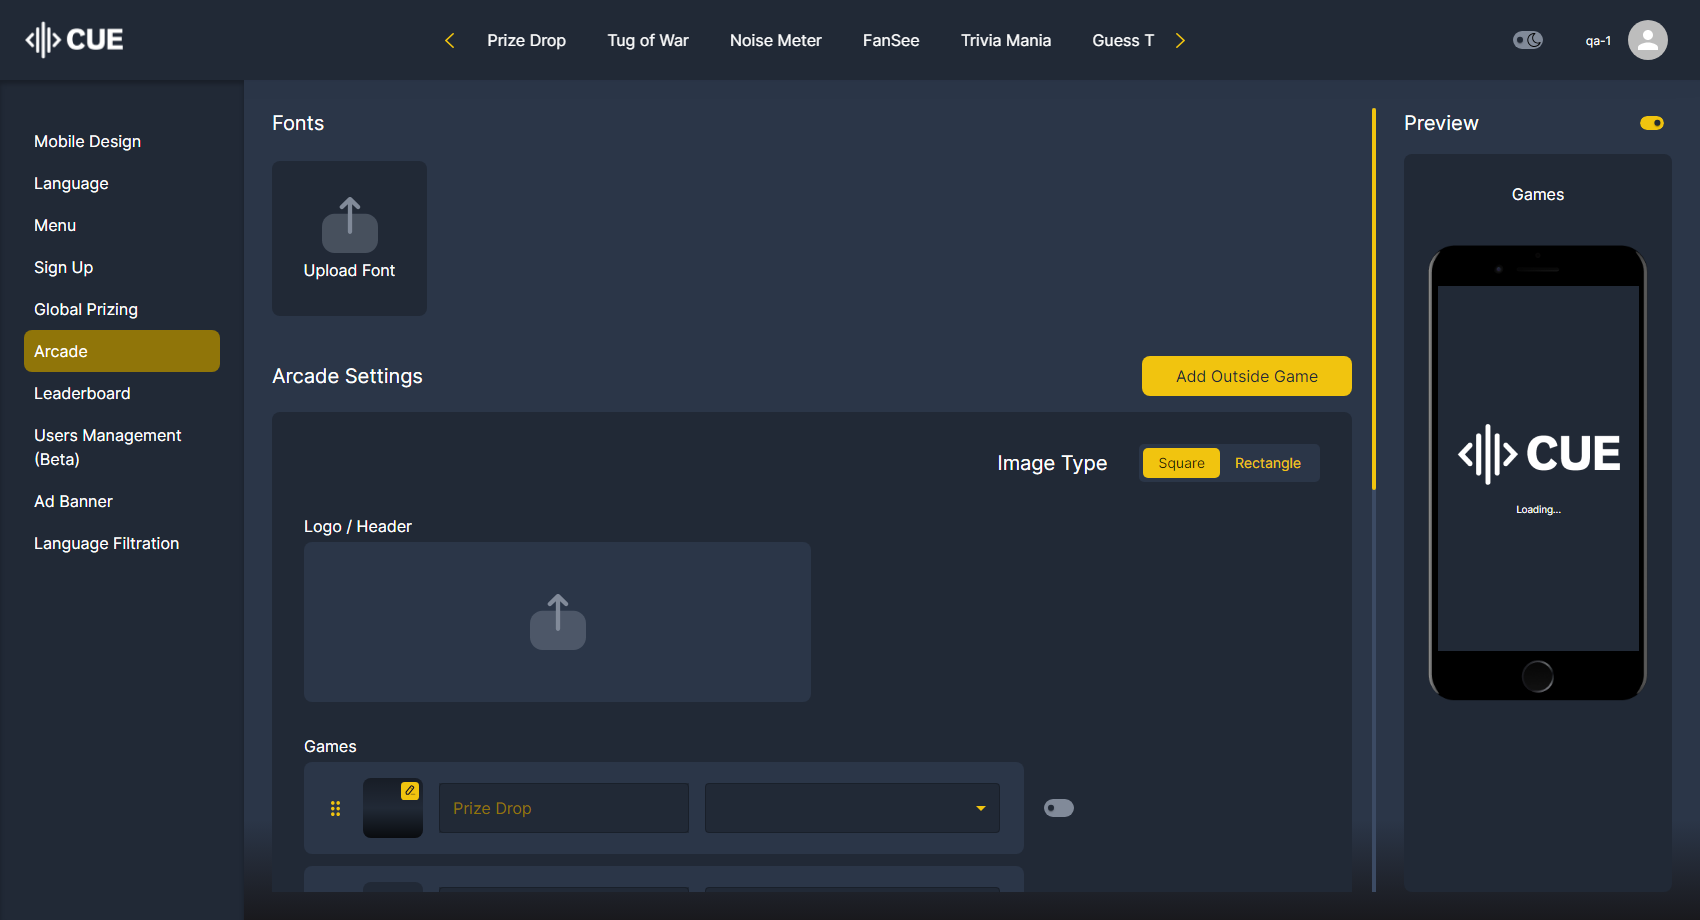 CUE
Prize Drop
Tug of War
Noise Meter
FanSee
Trivia Mania
Guess T
qa-1
Mobile Design
Language
Menu
Sign Up
Global Prizing
Arcade
Leaderboard
Users Management
(Beta)
Ad Banner
Language Filtration
Fonts
Upload Font
Arcade Settings
Add Outside Game
Image Type
Square
Rectangle
Logo / Header
Games
Prize Drop
Preview
Games
CUE
Loading...